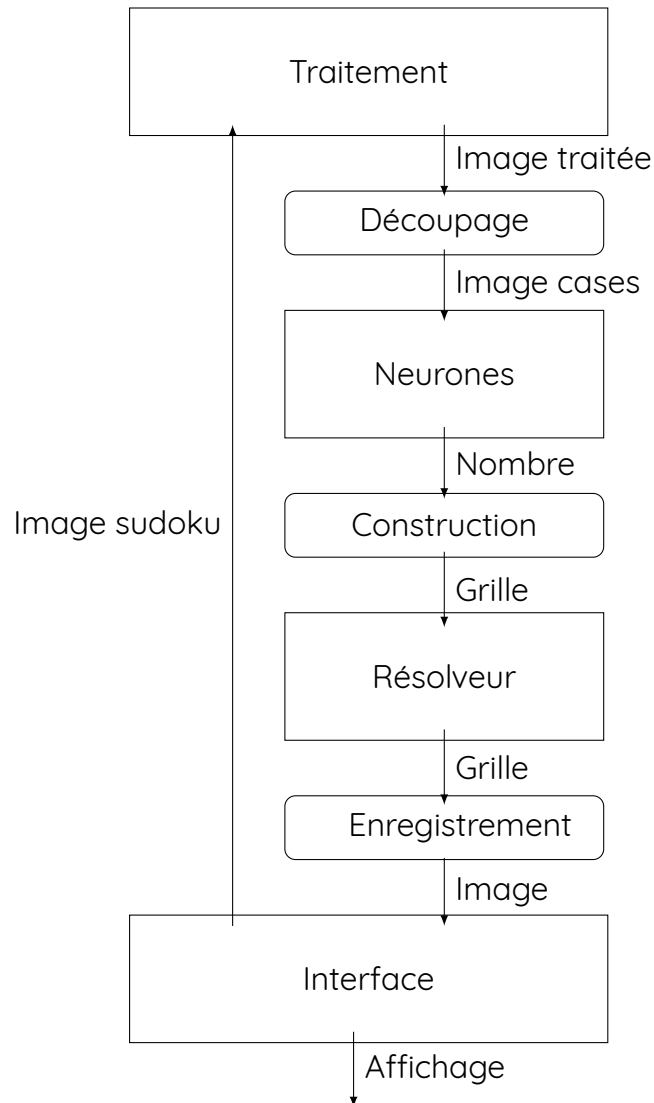 Traitement
Image traitée
Découpage
Image cases
Neurones
Nombre
Image sudoku
Construction
Grille
Résolveur
Grille
Enregistrement
Image
Interface
Affichage